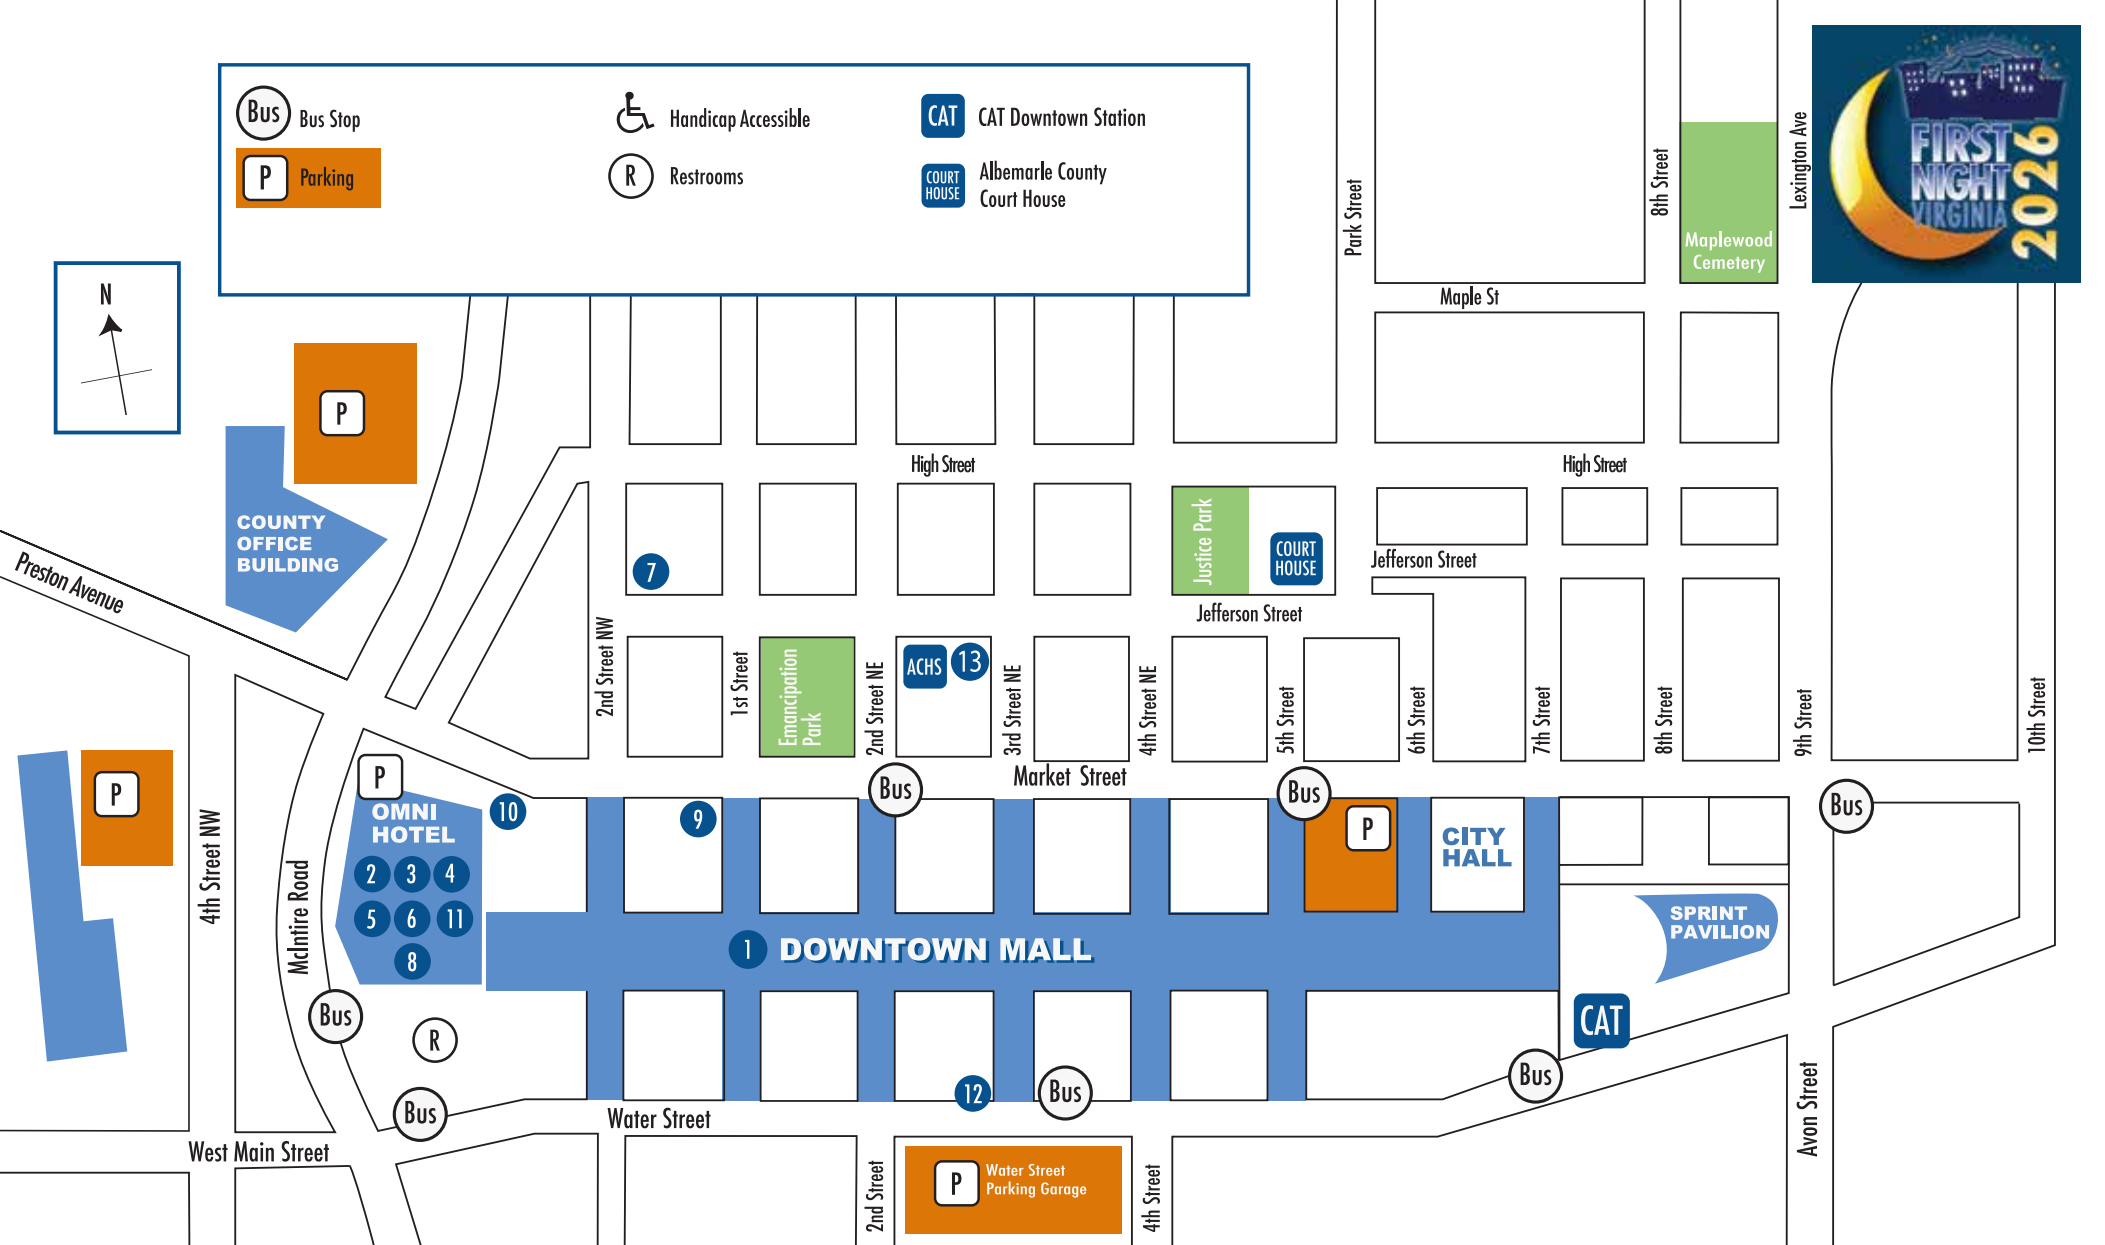 Bus Bus Stop
P Parking
Handicap Accessible
R Restrooms
CAT CAT Downtown Station
COURT
HOUSE
Albemarle County
Court House
FIRST
NIGHT
VIRGINIA
2026
N
P
COUNTY
OFFICE
BUILDING
Preston Avenue
Park Street
8th Street
Lexington Ave
Maplewood
Cemetery
Maple St
High Street
High Street
7
Justice Park
COURT
HOUSE
Jefferson Street
Jefferson Street
2nd Street NW
1st Street
Emancipation
Park
2nd Street NE
ACHS
13
3rd Street NE
4th Street NE
5th Street
6th Street
7th Street
8th Street
9th Street
10th Street
Market Street
P
P
OMNI
HOTEL
2 3 4
5 6 11
8
10
9
Bus
Bus
P
CITY
HALL
Bus
SPRINT
PAVILION
4th Street NW
McIntire Road
1 DOWNTOWN MALL
Bus
R
Bus
12
Bus
Bus
CAT
Water Street
West Main Street
2nd Street
P
Water Street
Parking Garage
4th Street
Avon Street